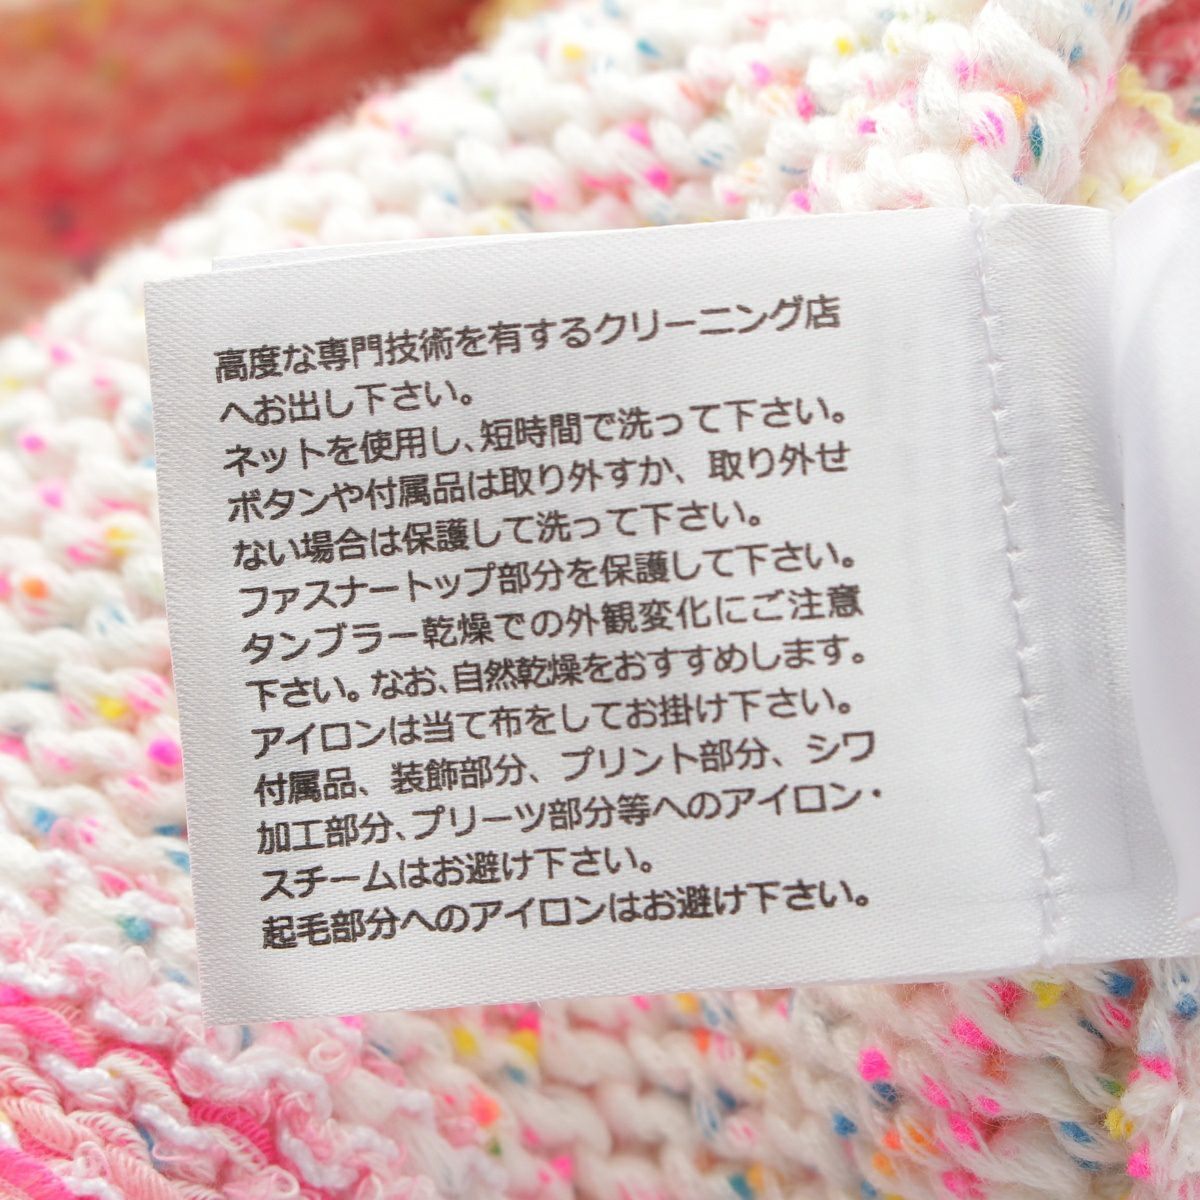 高度な専門技術を有するクリーニング店
へお出し下さい。
ネットを使用し、短時間で洗って下さい。
ボタンや付属品は取り外すか、取り外せ
ない場合は保護して洗って下さい。
ファスナートップ部分を保護して下さい。
タンブラー乾燥での外観変化にご注意
下さい。なお、自然乾燥をおすすめします。
アイロンは当て布をしてお掛け下さい。
付属品、装飾部分、プリント部分、シワ
加工部分、プリーツ部分等へのアイロン・
スチームはお避け下さい。
起毛部分へのアイロンはお避け下さい。